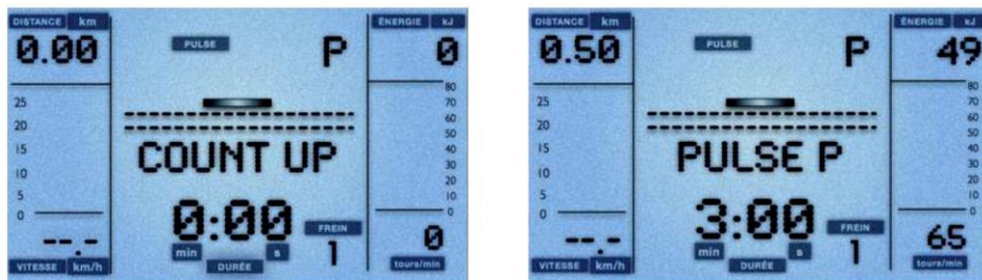 DISTANCE km
0.00
PULSE
P
ÉNERGIE kJ
0
25
20
15
10
5
0
80
70
60
50
40
30
20
10
0
COUNT UP
0:00
min s
DURÉE
FREIN
1
--.-
VITESSE km/h
0
tours/min
DISTANCE km
0.50
PULSE
P
ÉNERGIE kJ
49
25
20
15
10
5
0
80
70
60
50
40
30
20
10
0
PULSE P
3:00
min s
DURÉE
FREIN
1
--.-
VITESSE km/h
65
tours/min